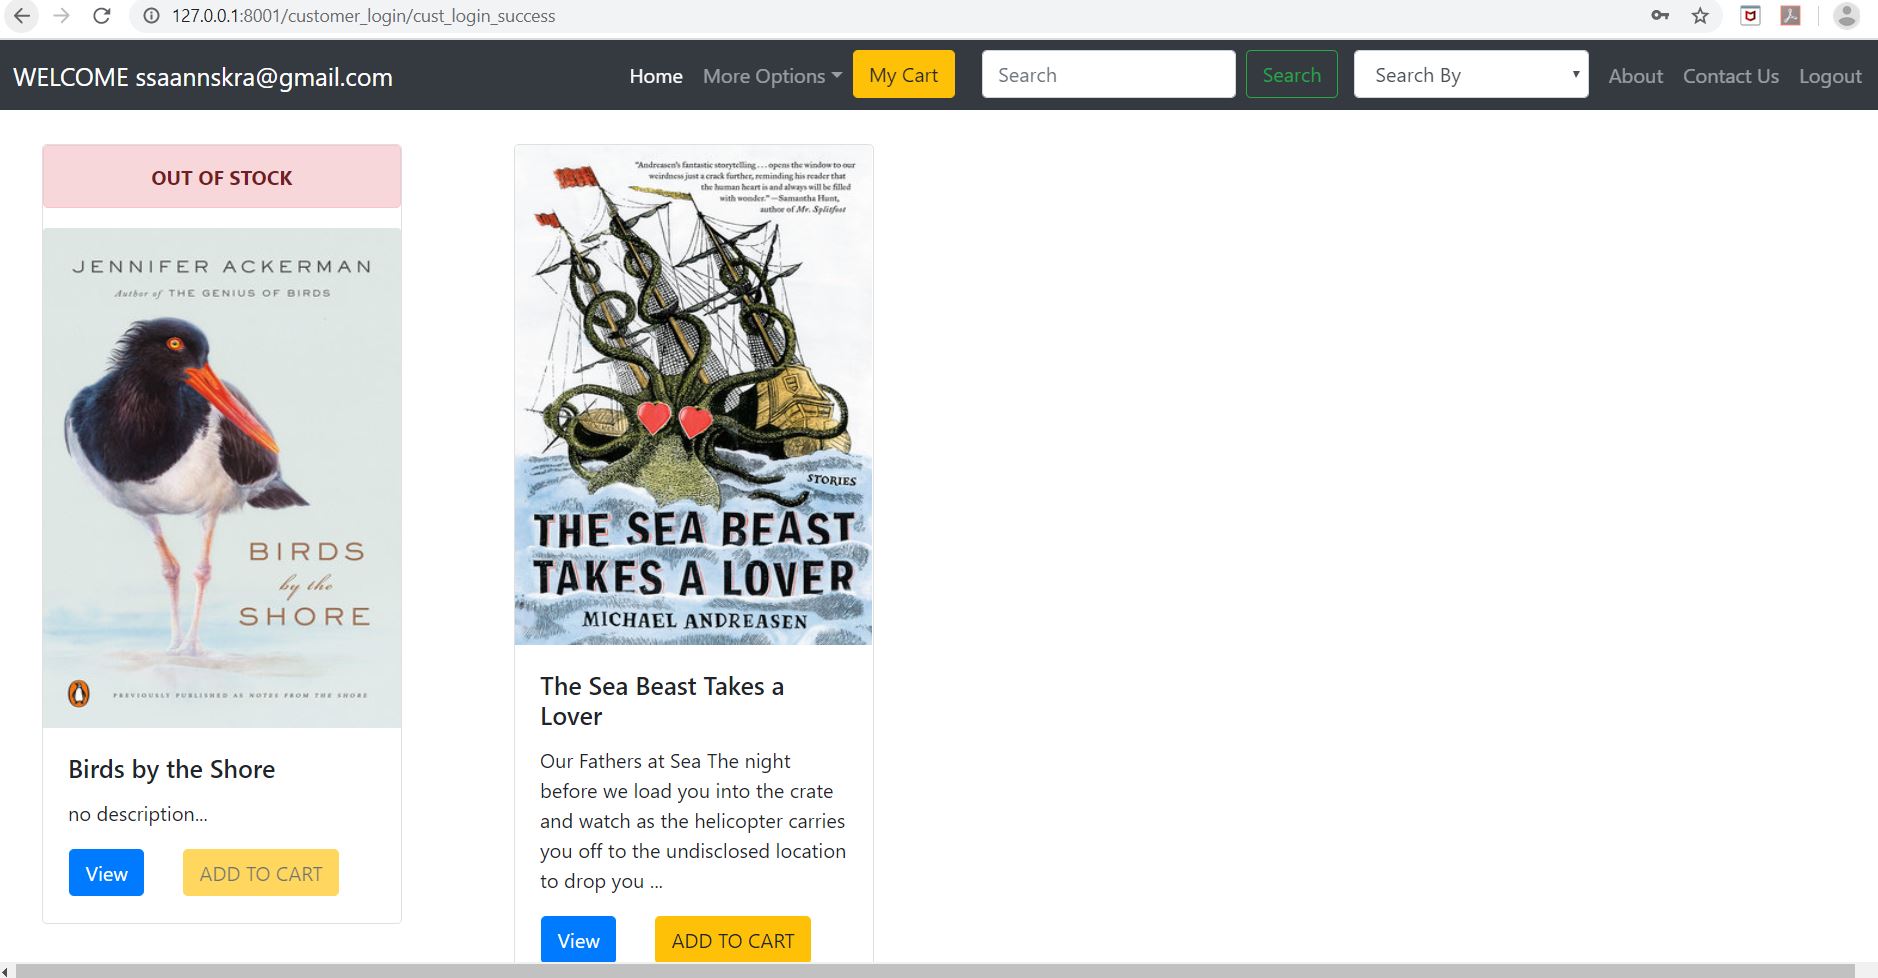 127.0.0.1:8001/customer_login/cust_login_success
WELCOME ssaannskra@gmail.com
Home
More Options
My Cart
Search
Search
Search By
About
Contact Us
Logout
OUT OF STOCK
JENNIFER ACKERMAN
Author of THE GENIUS OF BIRDS
BIRDS
by the
SHORE
PREVIOUSLY PUBLISHED AS NOTES FROM THE SHORE
Birds by the Shore
no description...
View
ADD TO CART
"Andreasen's fantastic storytelling . . . opens the window to our
weirdness just a crack further, reminding his reader that
the human heart is and always will be filled
with wonder." —Samantha Hunt,
author of Mr. Splitfoot
STORIES
THE SEA BEAST
TAKES A LOVER
MICHAEL ANDREASEN
The Sea Beast Takes a
Lover
Our Fathers at Sea The night
before we load you into the crate
and watch as the helicopter carries
you off to the undisclosed location
to drop you ...
View
ADD TO CART